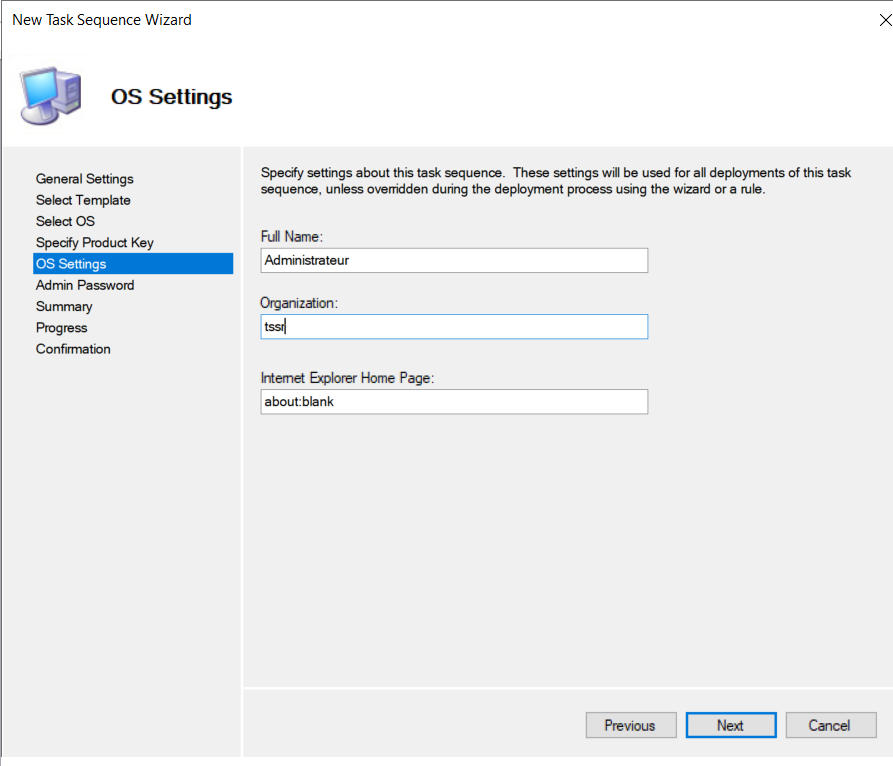 New Task Sequence Wizard
OS Settings
General Settings
Select Template
Select OS
Specify Product Key
OS Settings
Admin Password
Summary
Progress
Confirmation
Specify settings about this task sequence.  These settings will be used for all deployments of this task
sequence, unless overridden during the deployment process using the wizard or a rule.
Full Name:
Administrateur
Organization:
tssr
Internet Explorer Home Page:
about:blank
Previous
Next
Cancel